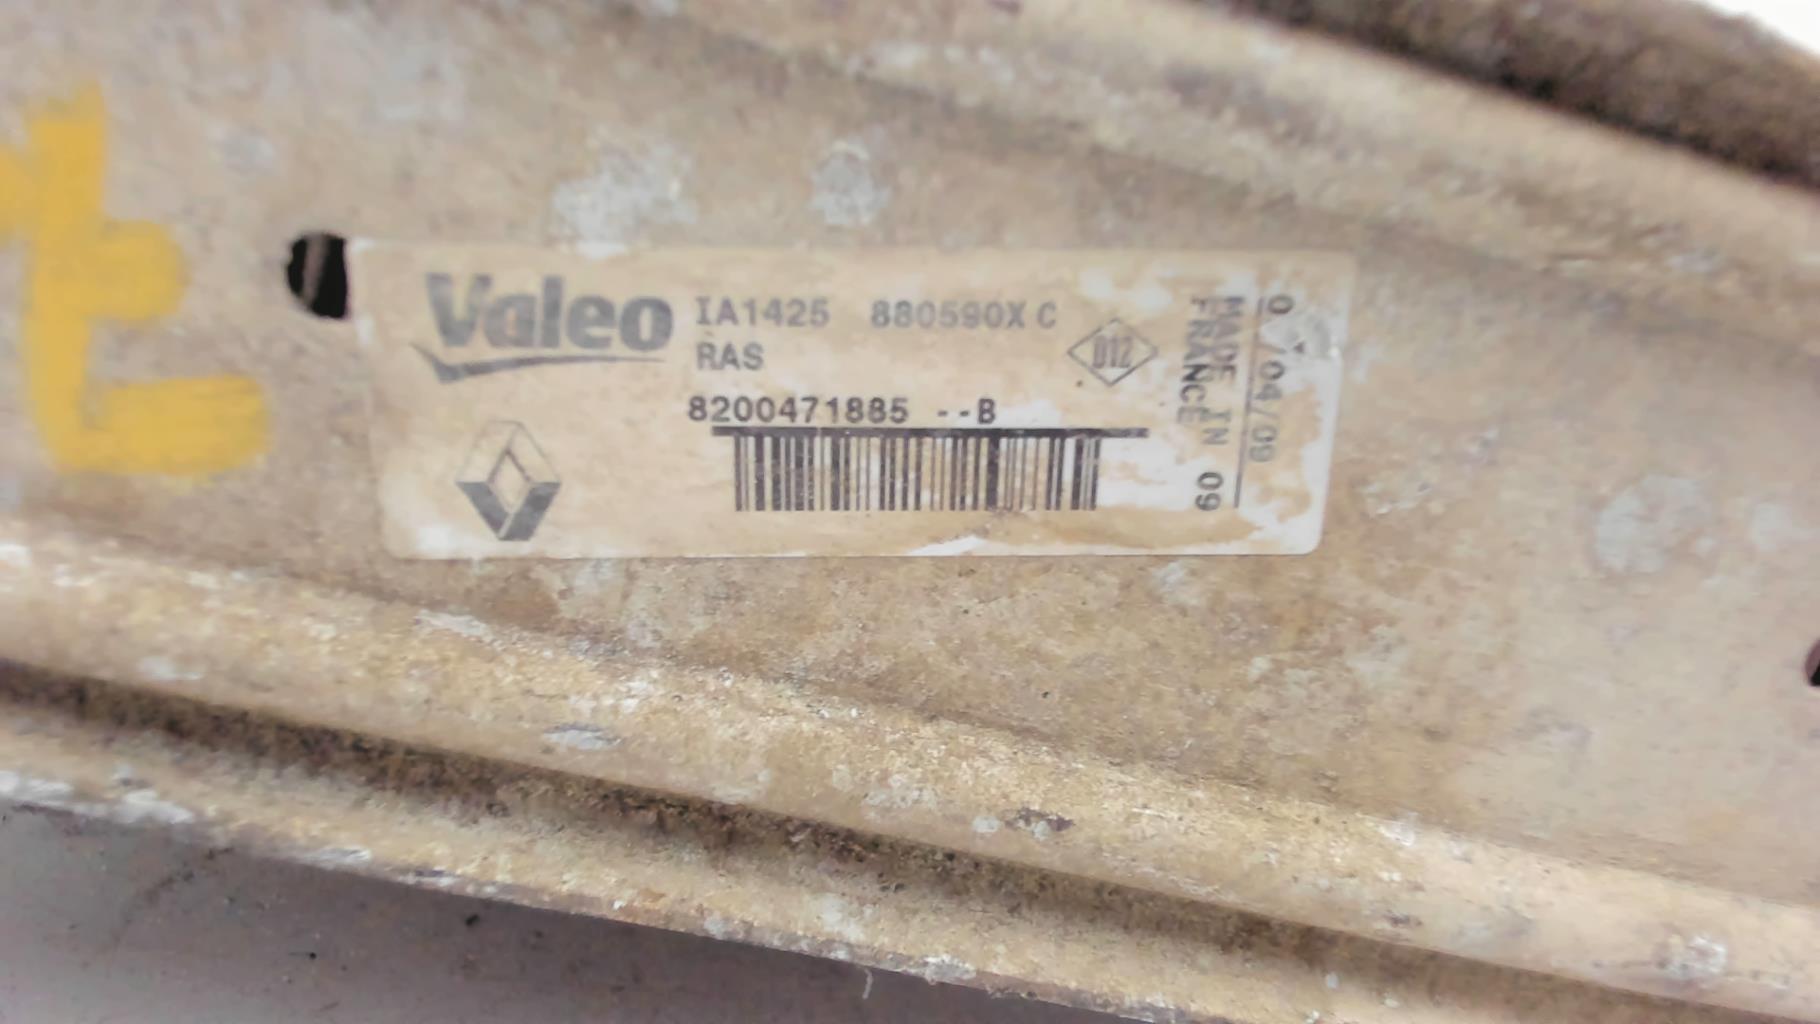 Valeo IA1425 880590X C
RAS
D12
8200471885 --B
MADE IN
FRANCE 09
/04/09